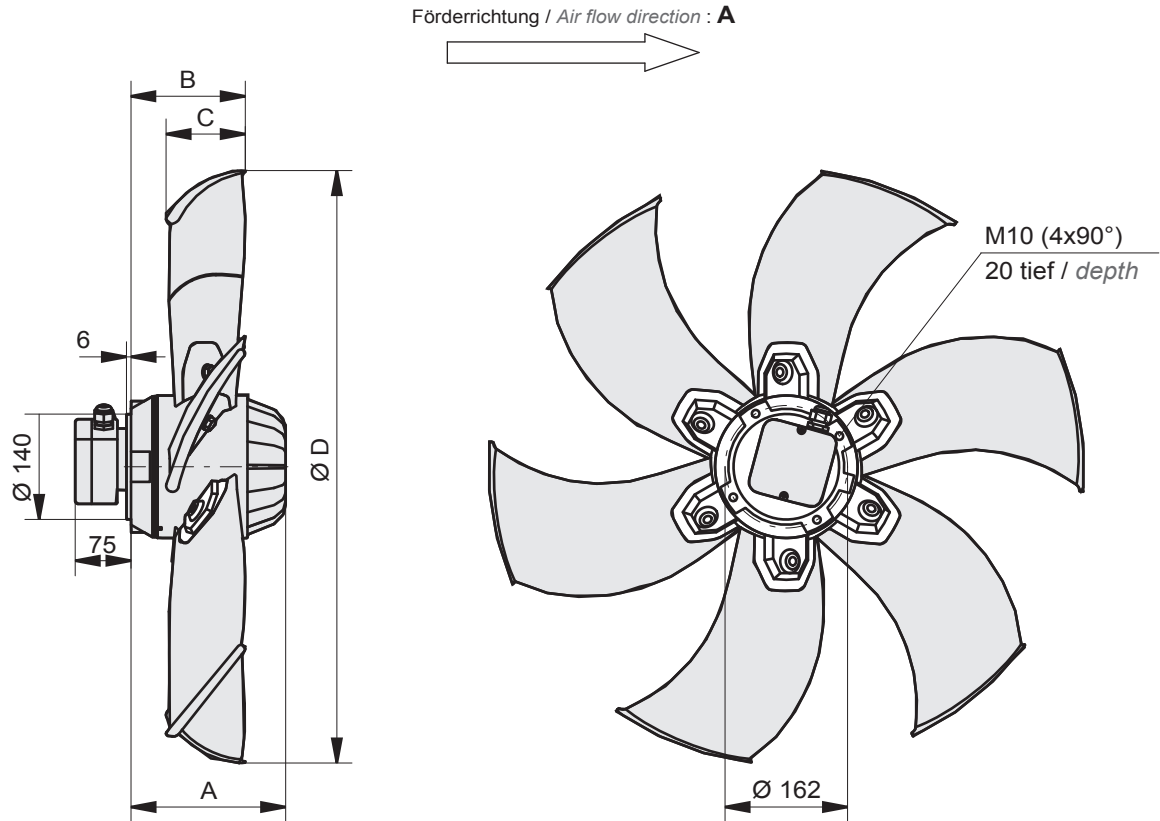 Förderrichtung / Air flow direction : A
B
C
M10 (4x90°)
20 tief / depth
6
Ø 140
Ø D
75
A
Ø 162